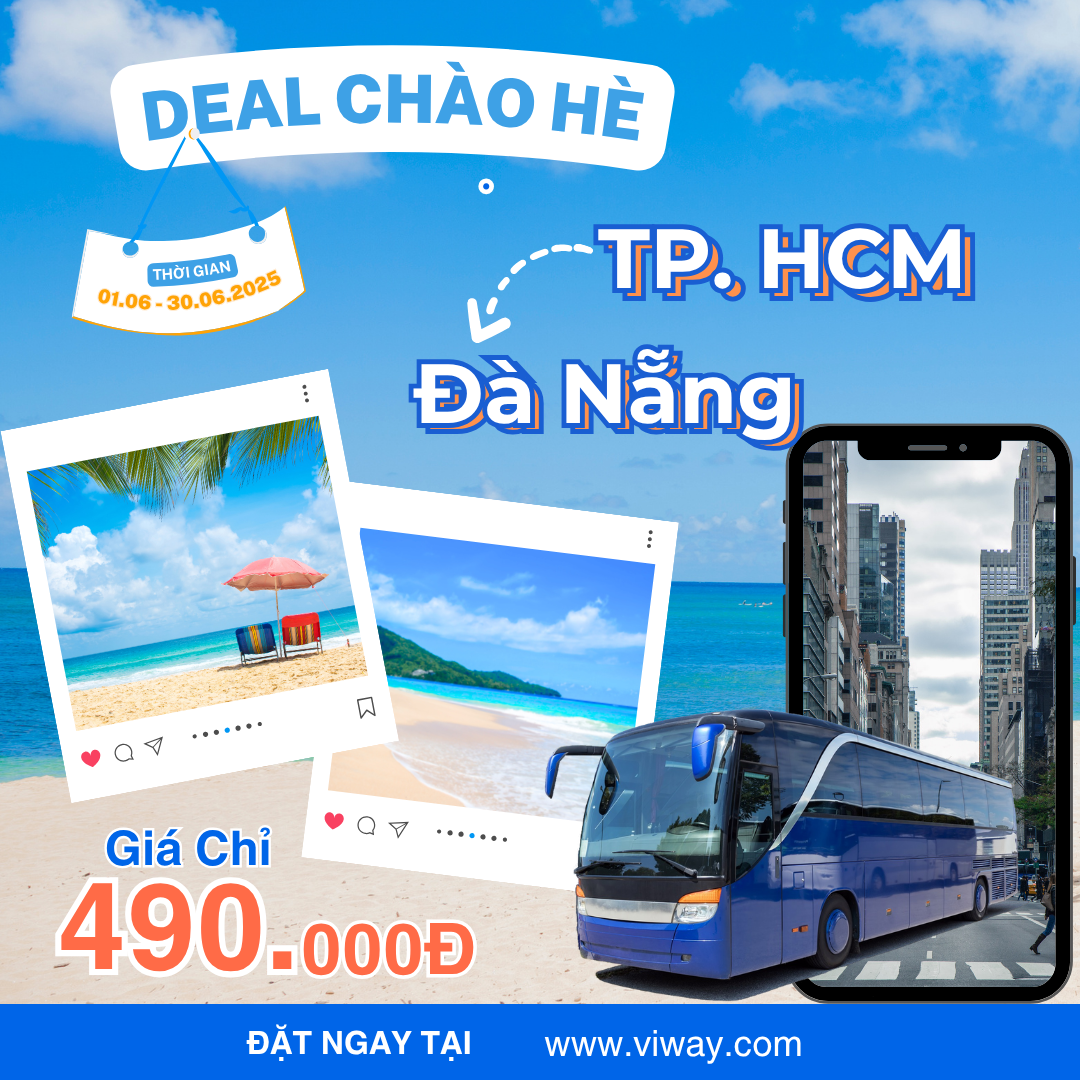 DEAL CHÀO HÈ
THỜI GIAN
01.06 - 30.06.2025
TP. HCM
Đà Nẵng
Giá Chỉ
490.000Đ
ĐẶT NGAY TẠI www.viway.com